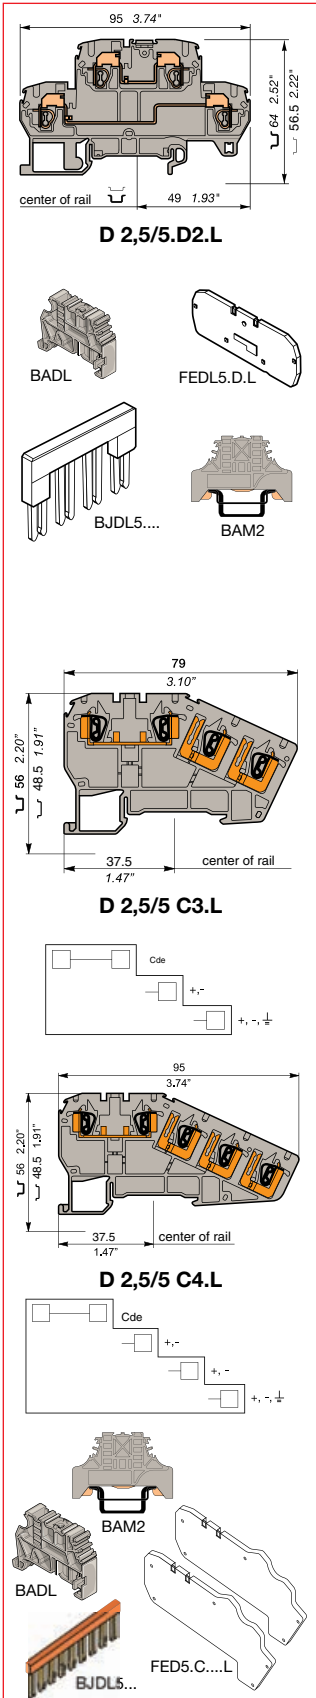 95 3.74"
64 2.52"
56.5 2.22"
center of rail
49 1.93"
D 2,5/5.D2.L
BADL
FEDL5.D.L
BJDL5....
BAM2
79
3.10"
56 2.20"
48.5 1.91"
37.5
1.47"
center of rail
D 2,5/5 C3.L
Cde
+,-
+, -, ⏚
95
3.74"
56 2.20"
48.5 1.91"
37.5
1.47"
center of rail
D 2,5/5 C4.L
Cde
+,-
+, -
+, -, ⏚
BAM2
BADL
BJDL5...
FED5.C....L